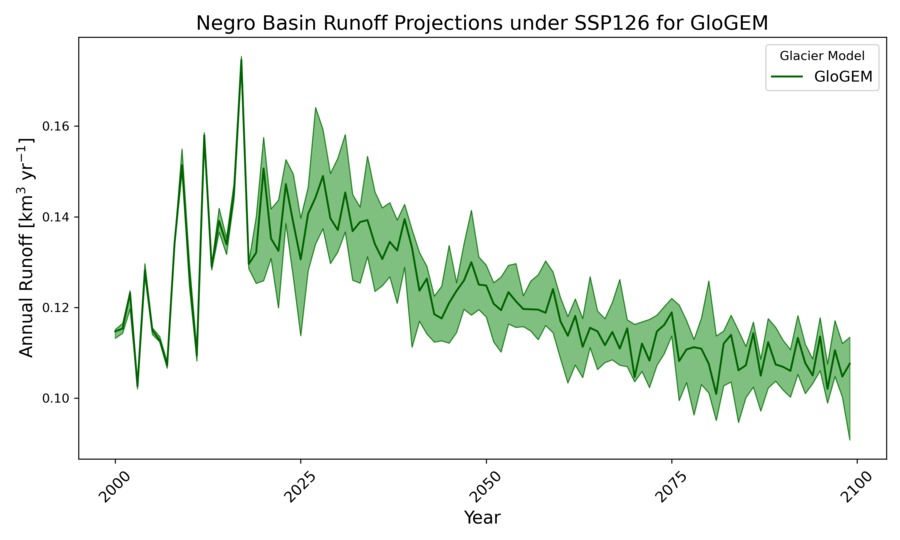 Negro Basin Runoff Projections under SSP126 for GloGEM
Glacier Model
GloGEM
Annual Runoff [km³ yr⁻¹]
0.16
0.14
0.12
0.10
2000
2025
2050
2075
2100
Year